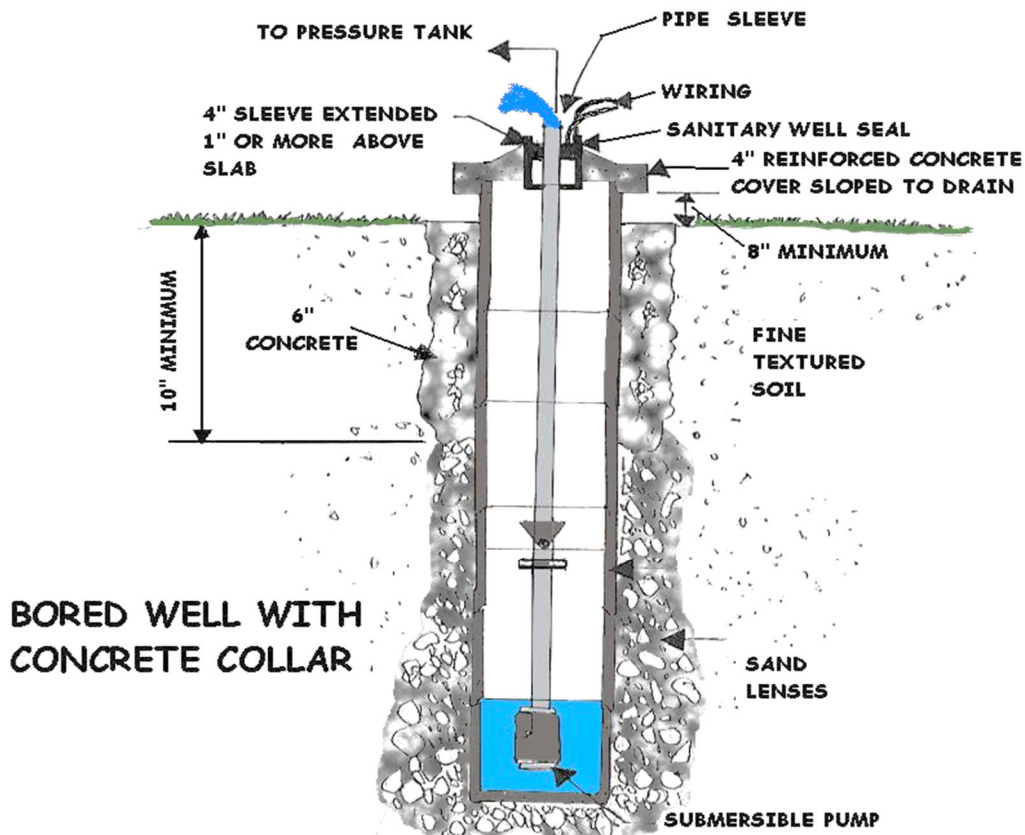 TO PRESSURE TANK
PIPE SLEEVE
WIRING
4" SLEEVE EXTENDED
1" OR MORE ABOVE
SLAB
SANITARY WELL SEAL
4" REINFORCED CONCRETE
COVER SLOPED TO DRAIN
8" MINIMUM
10" MINIMUM
6"
CONCRETE
FINE
TEXTURED
SOIL
BORED WELL WITH
CONCRETE COLLAR
SAND
LENSES
SUBMERSIBLE PUMP